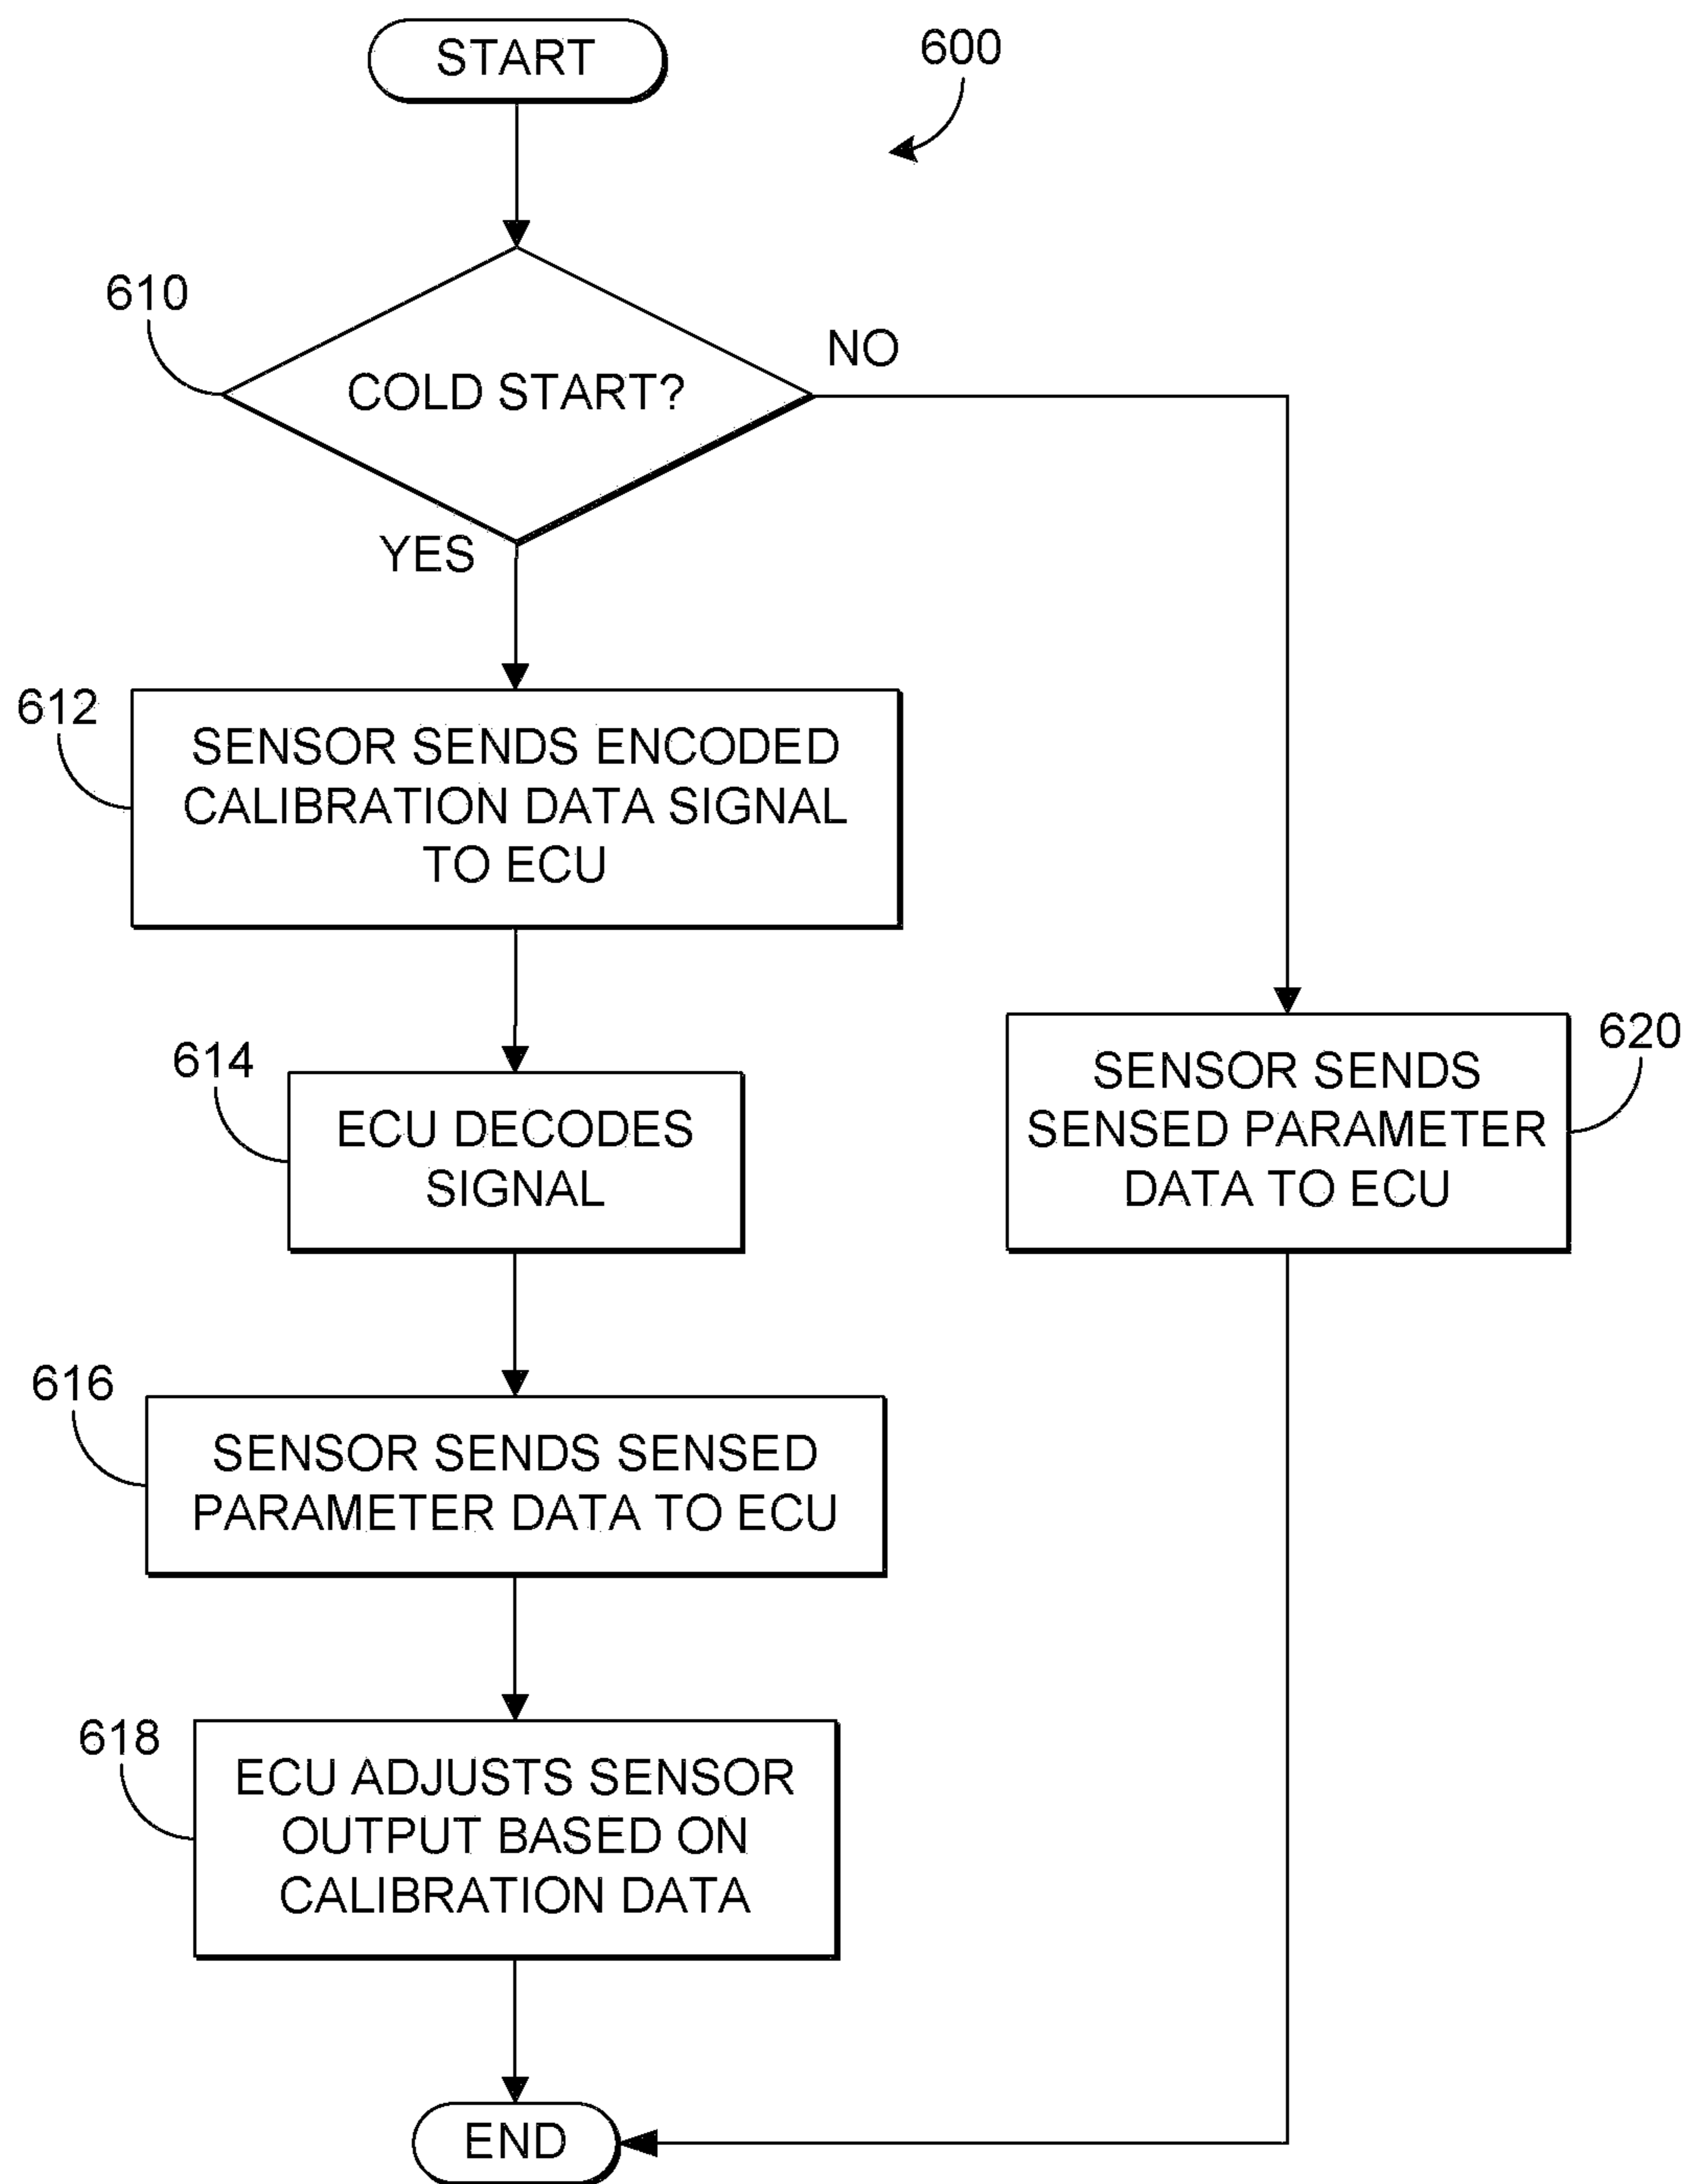 START
600
610
COLD START?
NO
YES
612
SENSOR SENDS ENCODED
CALIBRATION DATA SIGNAL
TO ECU
614
ECU DECODES
SIGNAL
620
SENSOR SENDS
SENSED PARAMETER
DATA TO ECU
616
SENSOR SENDS SENSED
PARAMETER DATA TO ECU
618
ECU ADJUSTS SENSOR
OUTPUT BASED ON
CALIBRATION DATA
END